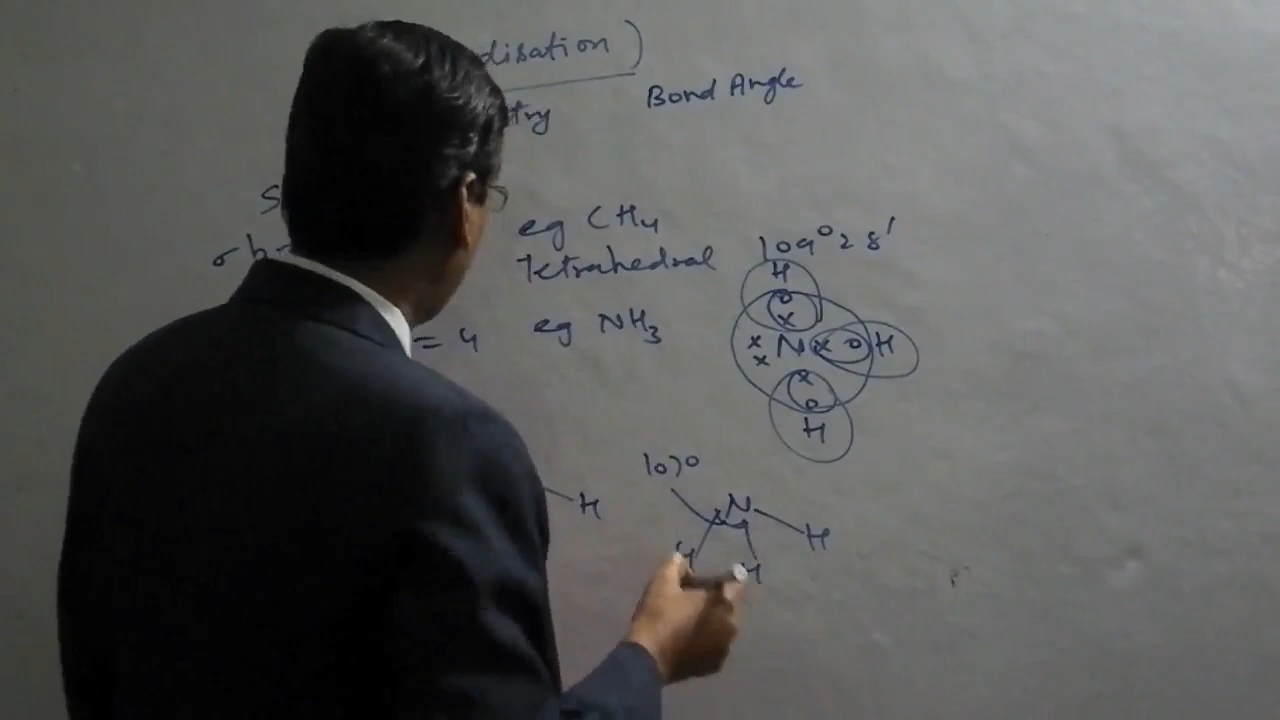 disation)
try Bond Angle
eg CH4
109°28'
Tetrahedral
= 4 eg NH3
H
o
x
x x N x o H
x
o
H
107°
H N H
H H